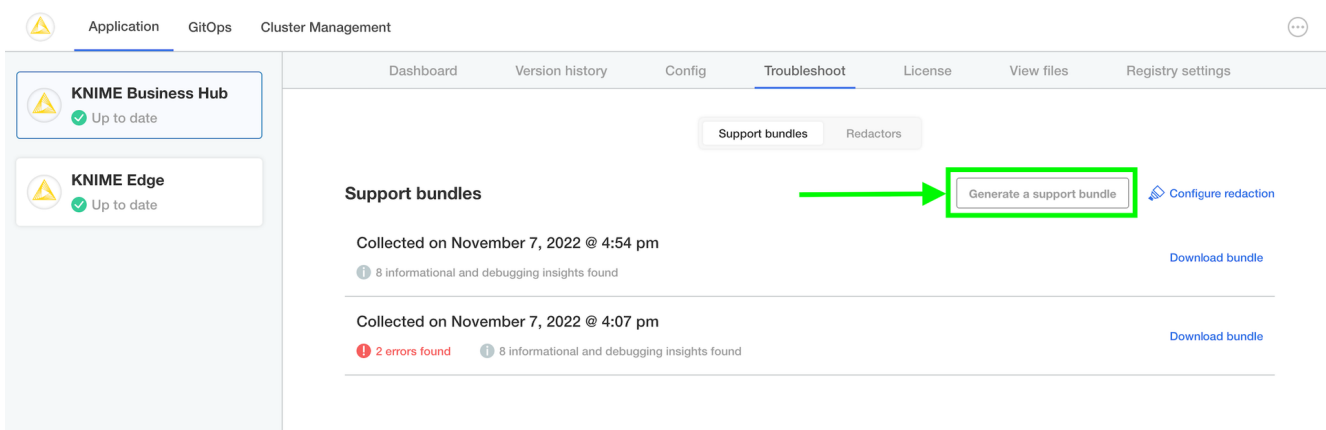 Application GitOps Cluster Management
Dashboard Version history Config Troubleshoot License View files Registry settings
KNIME Business Hub
Up to date
KNIME Edge
Up to date
Support bundles Redactors
Support bundles Generate a support bundle Configure redaction
Collected on November 7, 2022 @ 4:54 pm
8 informational and debugging insights found
Download bundle
Collected on November 7, 2022 @ 4:07 pm
2 errors found 8 informational and debugging insights found
Download bundle